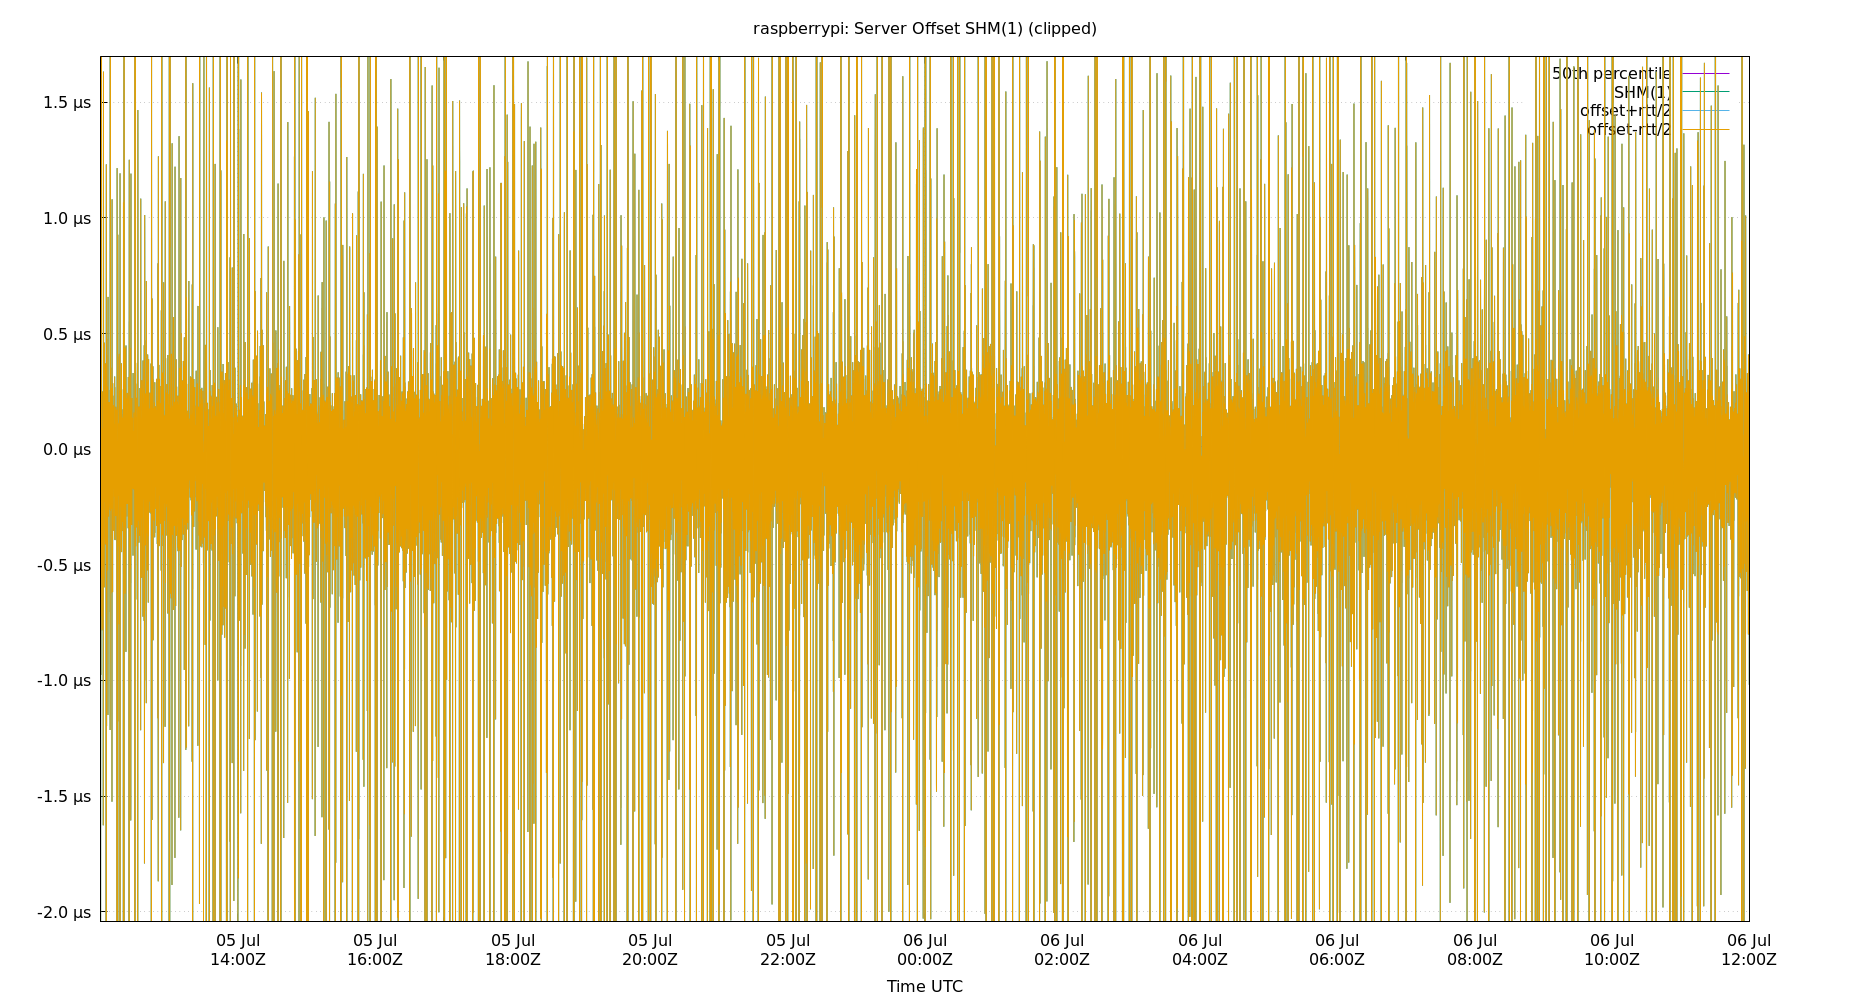 raspberrypi: Server Offset SHM(1) (clipped)
50th percentile
SHM(1)
offset+rtt/2
offset-rtt/2
1.5 µs
1.0 µs
0.5 µs
0.0 µs
-0.5 µs
-1.0 µs
-1.5 µs
-2.0 µs
05 Jul 05 Jul 05 Jul 05 Jul 05 Jul 06 Jul 06 Jul 06 Jul 06 Jul 06 Jul 06 Jul 06 Jul
14:00Z 16:00Z 18:00Z 20:00Z 22:00Z 00:00Z 02:00Z 04:00Z 06:00Z 08:00Z 10:00Z 12:00Z
Time UTC